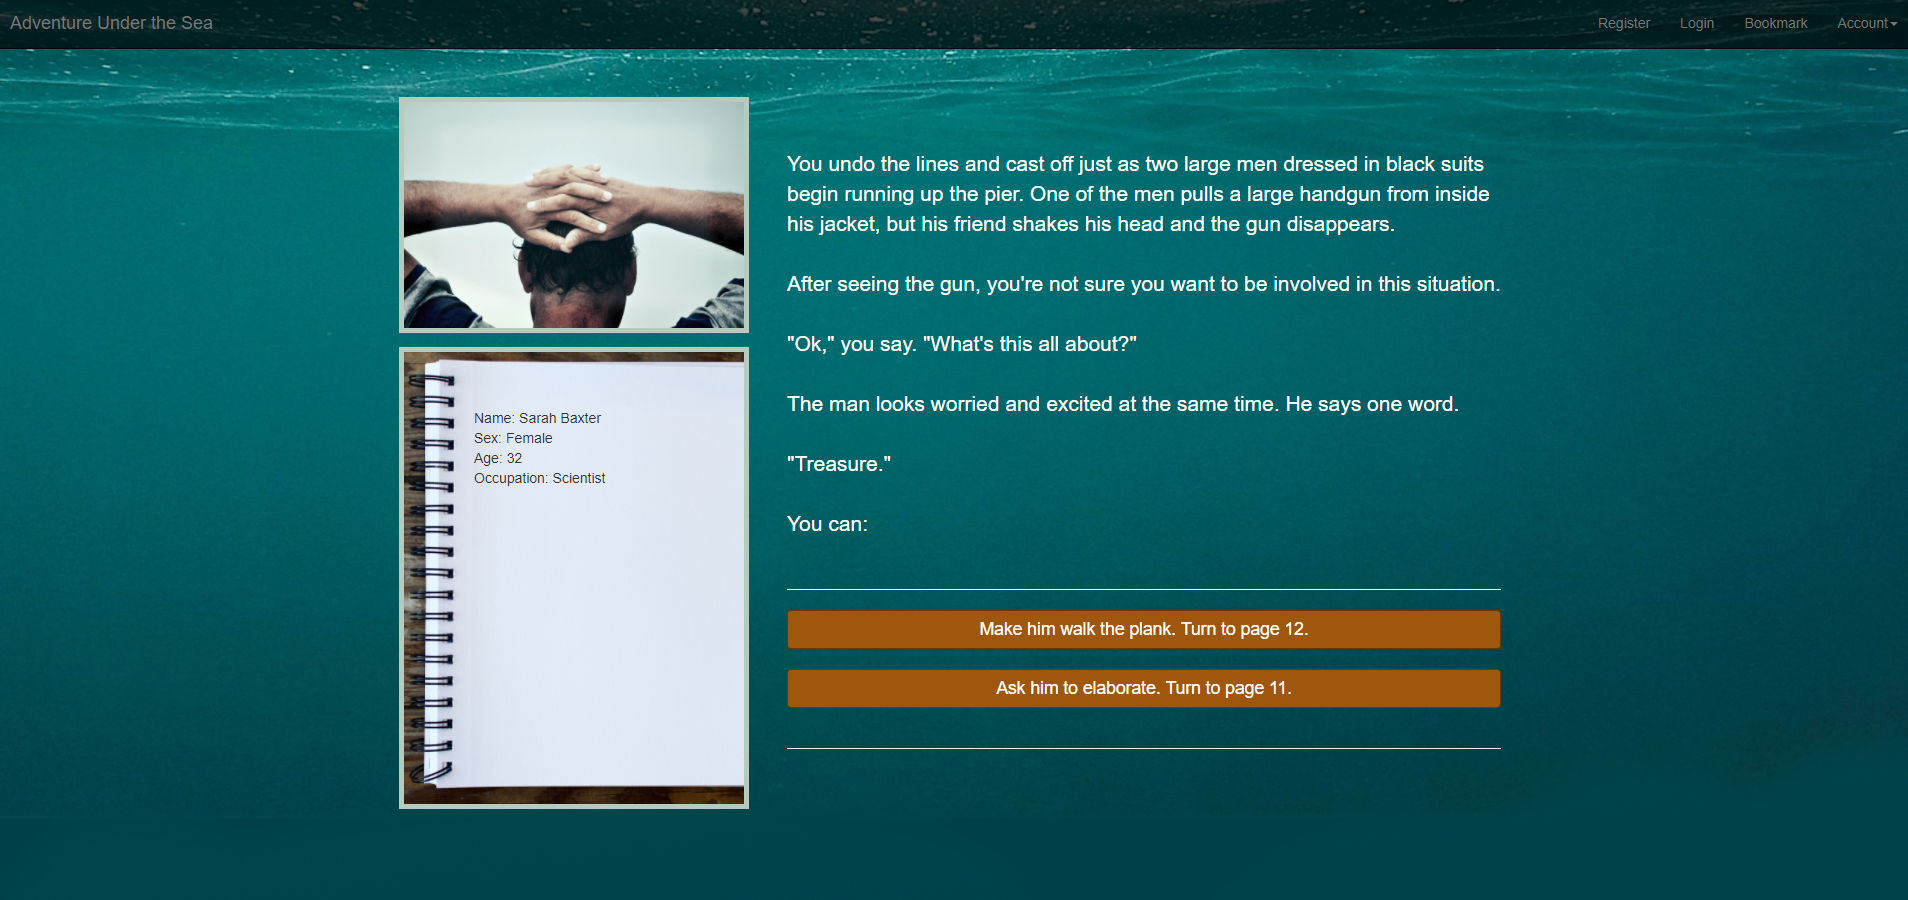 Adventure Under the Sea
Register Login Bookmark Account
You undo the lines and cast off just as two large men dressed in black suits
begin running up the pier. One of the men pulls a large handgun from inside
his jacket, but his friend shakes his head and the gun disappears.
After seeing the gun, you're not sure you want to be involved in this situation.
"Ok," you say. "What's this all about?"
The man looks worried and excited at the same time. He says one word.
"Treasure."
You can:
Make him walk the plank. Turn to page 12.
Ask him to elaborate. Turn to page 11.
Name: Sarah Baxter
Sex: Female
Age: 32
Occupation: Scientist